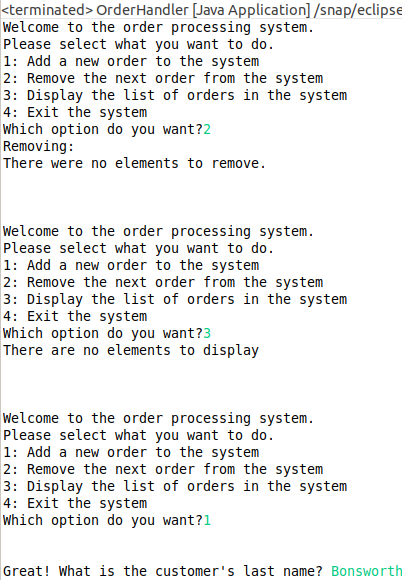 <terminated> OrderHandler [Java Application] /snap/eclipse
Welcome to the order processing system.
Please select what you want to do.
1: Add a new order to the system
2: Remove the next order from the system
3: Display the list of orders in the system
4: Exit the system
Which option do you want?2
Removing:
There were no elements to remove.
Welcome to the order processing system.
Please select what you want to do.
1: Add a new order to the system
2: Remove the next order from the system
3: Display the list of orders in the system
4: Exit the system
Which option do you want?3
There are no elements to display
Welcome to the order processing system.
Please select what you want to do.
1: Add a new order to the system
2: Remove the next order from the system
3: Display the list of orders in the system
4: Exit the system
Which option do you want?1
Great! What is the customer's last name? Bonsworth